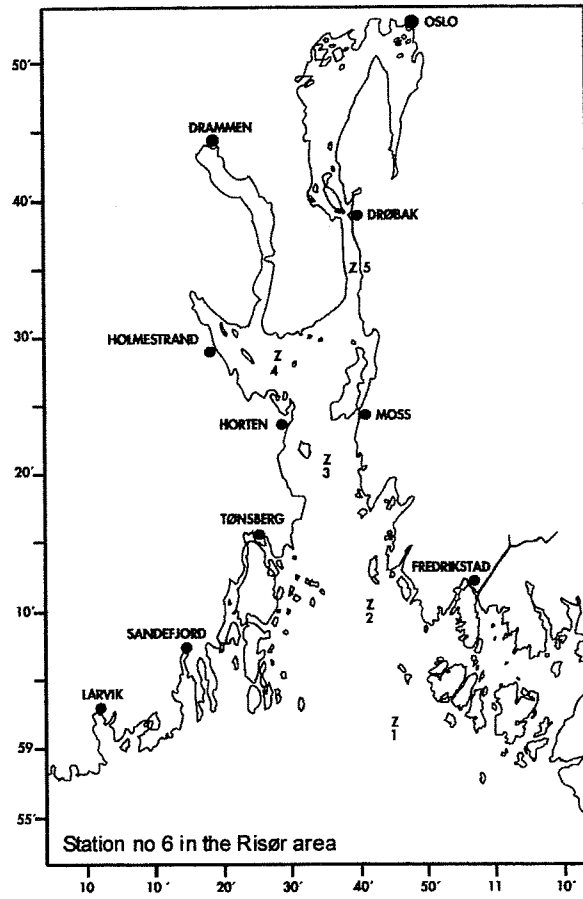 OSLO
50′
DRAMMEN
40′
DRØBAK
Z 5
30′
HOLMESTRAND
Z
4
MOSS
HORTEN
Z
3
20′
TØNSBERG
FREDRIKSTAD
10′
Z
2
SANDEFJORD
LARVIK
Z
1
59
55′
Station no 6 in the Risør area
10 10′ 20′ 30′ 40′ 50′ 11 10′